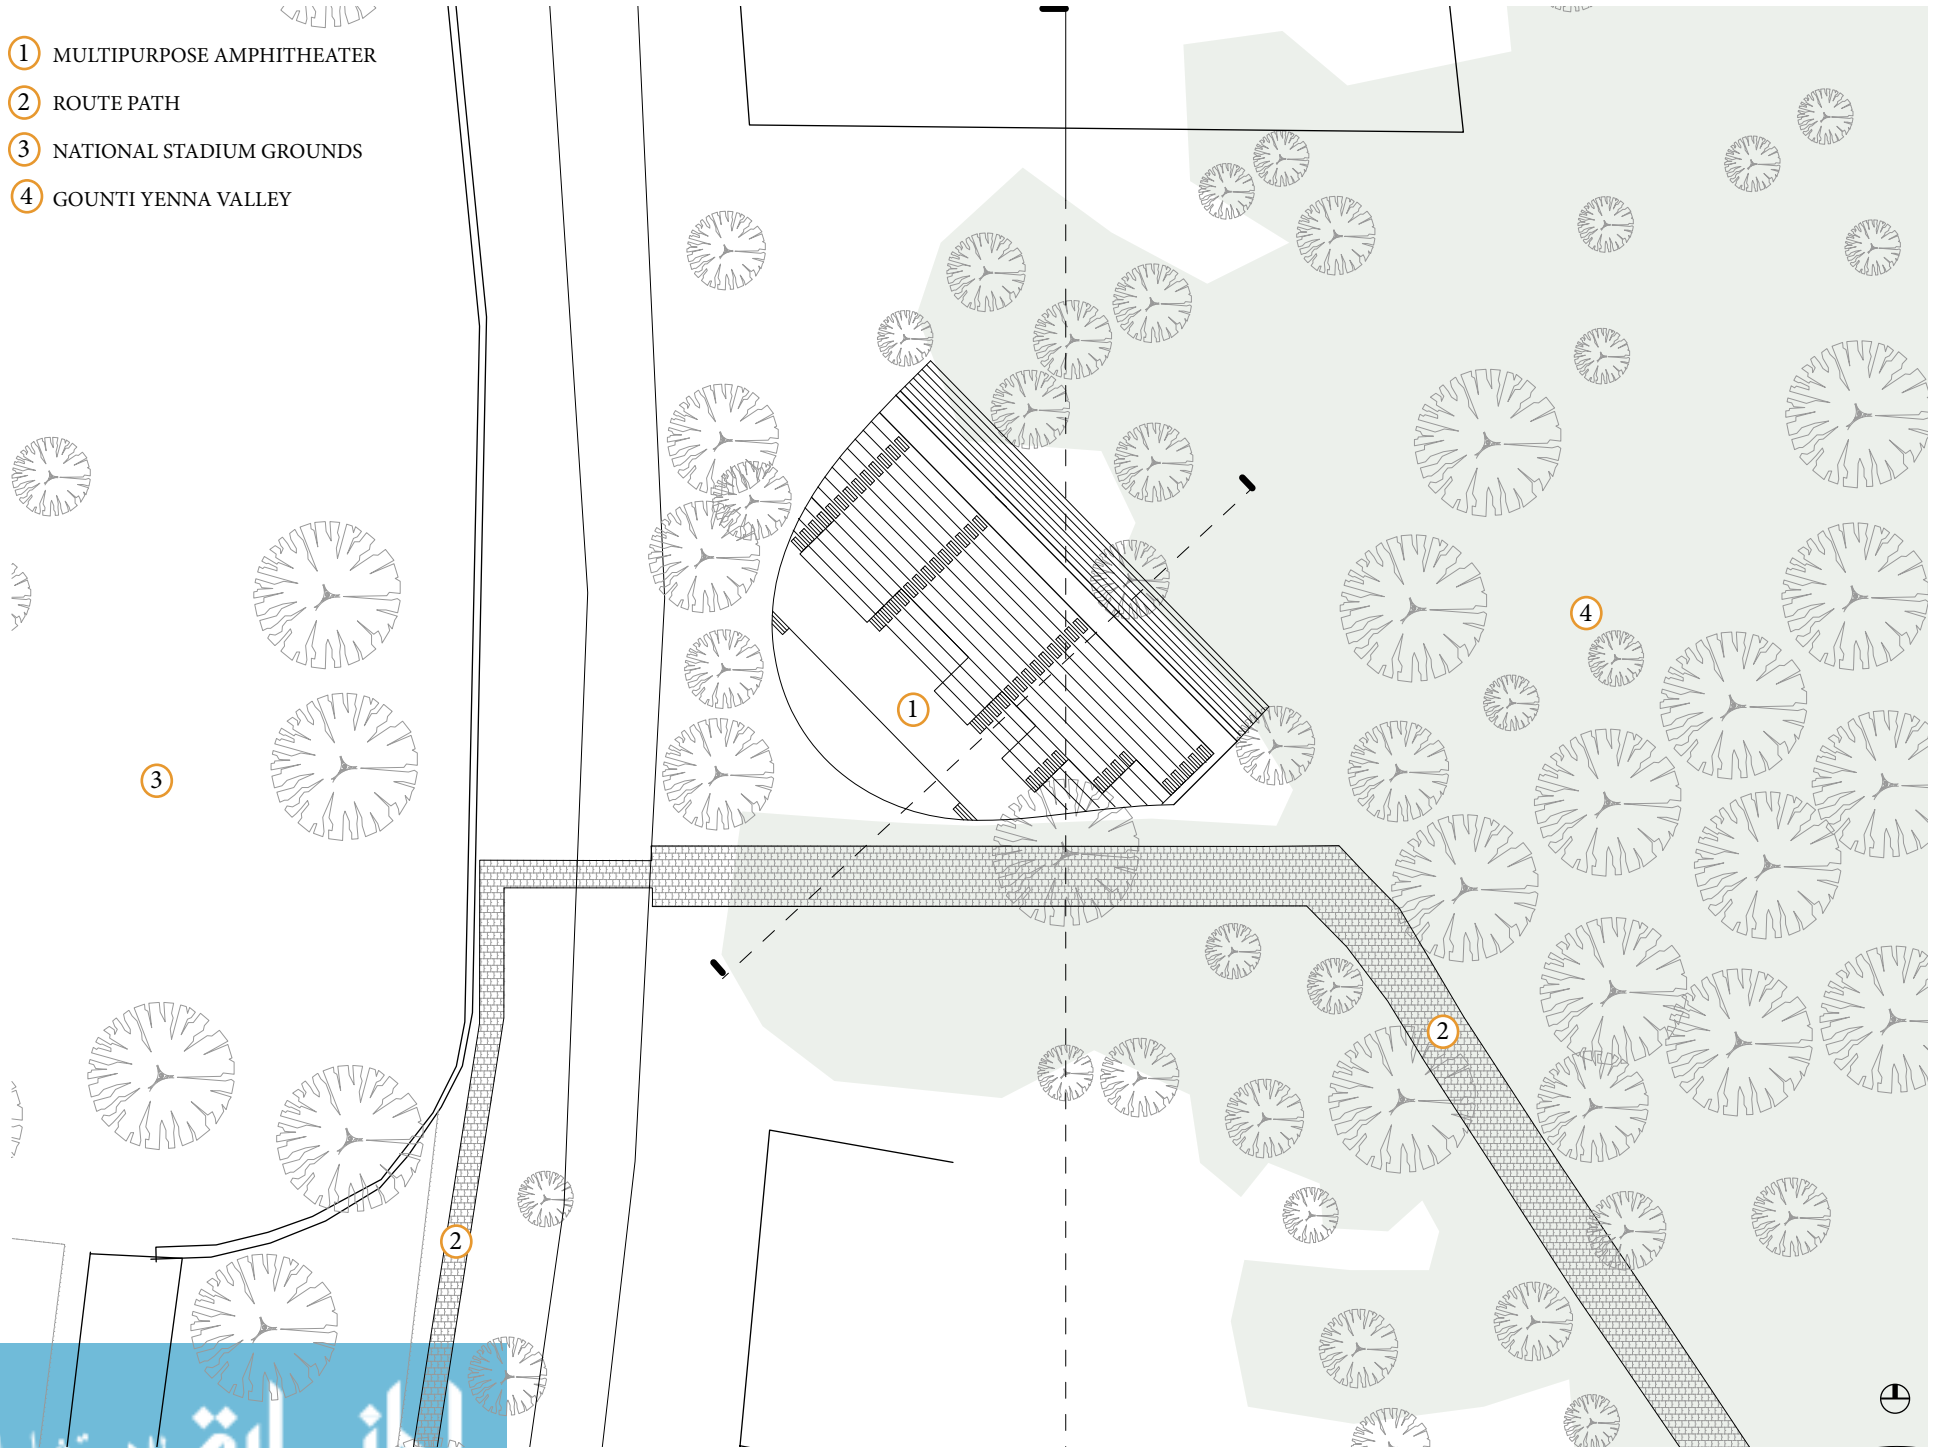 1 MULTIPURPOSE AMPHITHEATER
2 ROUTE PATH
3 NATIONAL STADIUM GROUNDS
4 GOUNTI YENNA VALLEY
4
1
3
2
2